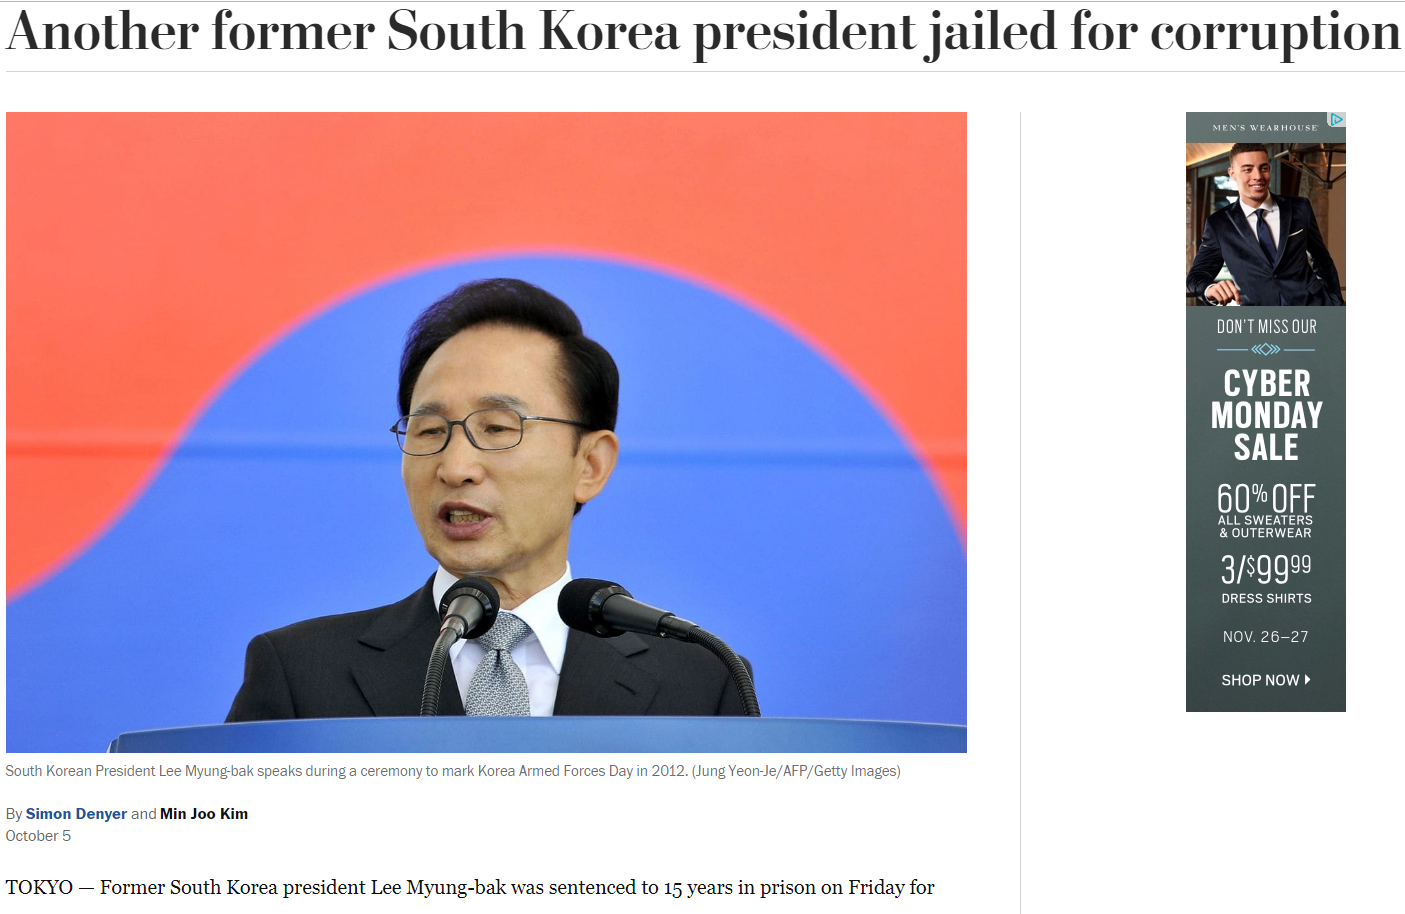 Another former South Korea president jailed for corruption
South Korean President Lee Myung-bak speaks during a ceremony to mark Korea Armed Forces Day in 2012. (Jung Yeon-Je/AFP/Getty Images)
By Simon Denyer and Min Joo Kim
October 5
TOKYO — Former South Korea president Lee Myung-bak was sentenced to 15 years in prison on Friday for
MEN'S WEARHOUSE
DON'T MISS OUR
CYBER
MONDAY
SALE
60% OFF
ALL SWEATERS
& OUTERWEAR
3/$99.99
DRESS SHIRTS
NOV. 26–27
SHOP NOW